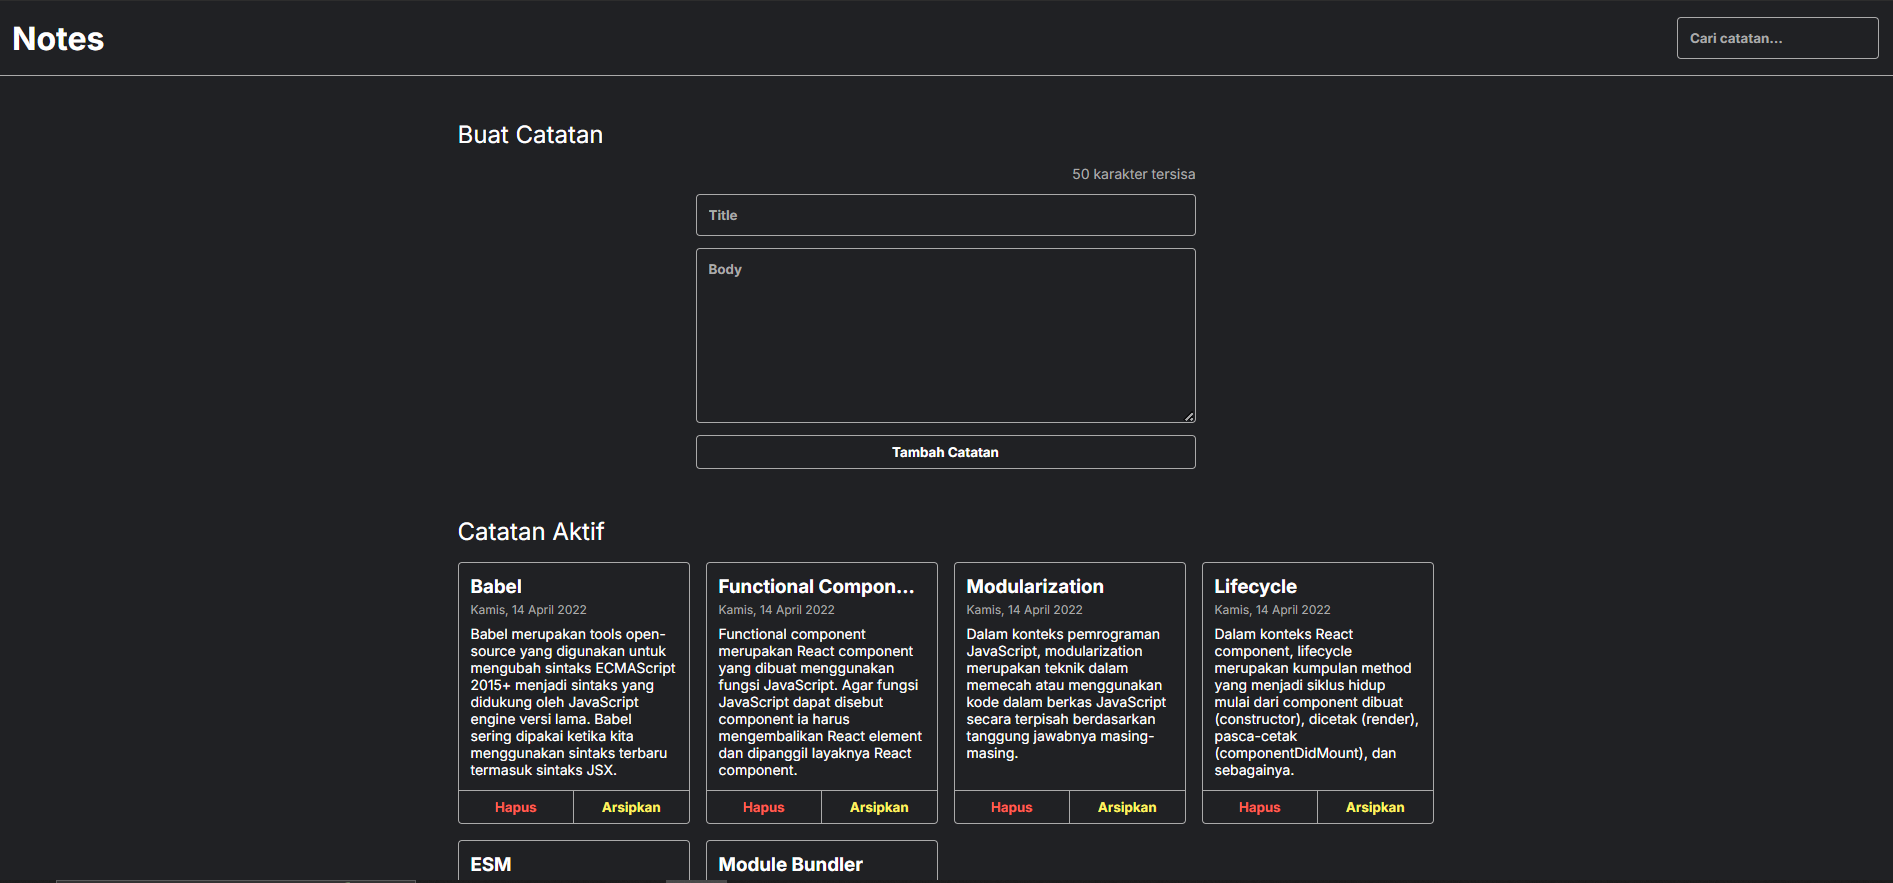 Notes
Cari catatan...
Buat Catatan
50 karakter tersisa
Title
Body
Tambah Catatan
Catatan Aktif
Babel
Kamis, 14 April 2022
Babel merupakan tools open-
source yang digunakan untuk
mengubah sintaks ECMAScript
2015+ menjadi sintaks yang
didukung oleh JavaScript
engine versi lama. Babel
sering dipakai ketika kita
menggunakan sintaks terbaru
termasuk sintaks JSX.
Hapus
Arsipkan
Functional Compon...
Kamis, 14 April 2022
Functional component
merupakan React component
yang dibuat menggunakan
fungsi JavaScript. Agar fungsi
JavaScript dapat disebut
component ia harus
mengembalikan React element
dan dipanggil layaknya React
component.
Hapus
Arsipkan
Modularization
Kamis, 14 April 2022
Dalam konteks pemrograman
JavaScript, modularization
merupakan teknik dalam
memecah atau menggunakan
kode dalam berkas JavaScript
secara terpisah berdasarkan
tanggung jawabnya masing-
masing.
Hapus
Arsipkan
Lifecycle
Kamis, 14 April 2022
Dalam konteks React
component, lifecycle
merupakan kumpulan method
yang menjadi siklus hidup
mulai dari component dibuat
(constructor), dicetak (render),
pasca-cetak
(componentDidMount), dan
sebagainya.
Hapus
Arsipkan
ESM
Module Bundler